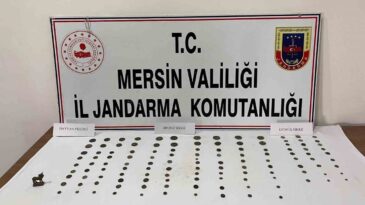 T.C.
MERSİN VALİLİĞİ
İL JANDARMA KOMUTANLIĞI